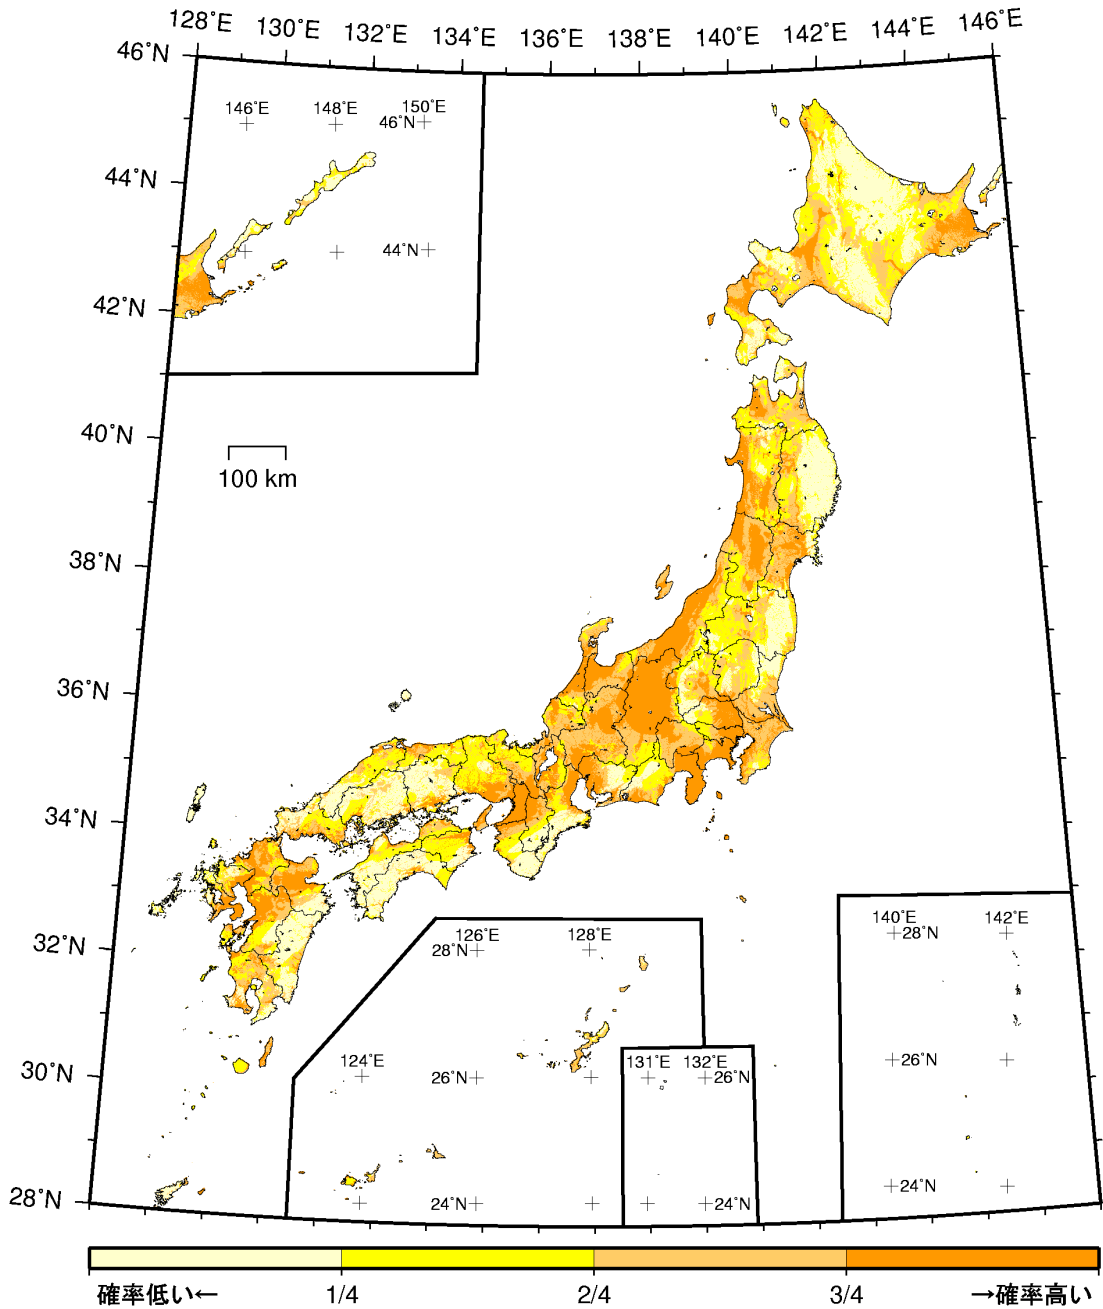 128°E 130°E 132°E 134°E 136°E 138°E 140°E 142°E 144°E 146°E
46°N
146°E 148°E 150°E
46°N
44°N
44°N
42°N
40°N
100 km
38°N
36°N
34°N
32°N
126°E 128°E
28°N
140°E 142°E
28°N
124°E
26°N
131°E 132°E
26°N
26°N
30°N
24°N
24°N
24°N
28°N
確率低い← 1/4 2/4 3/4 →確率高い